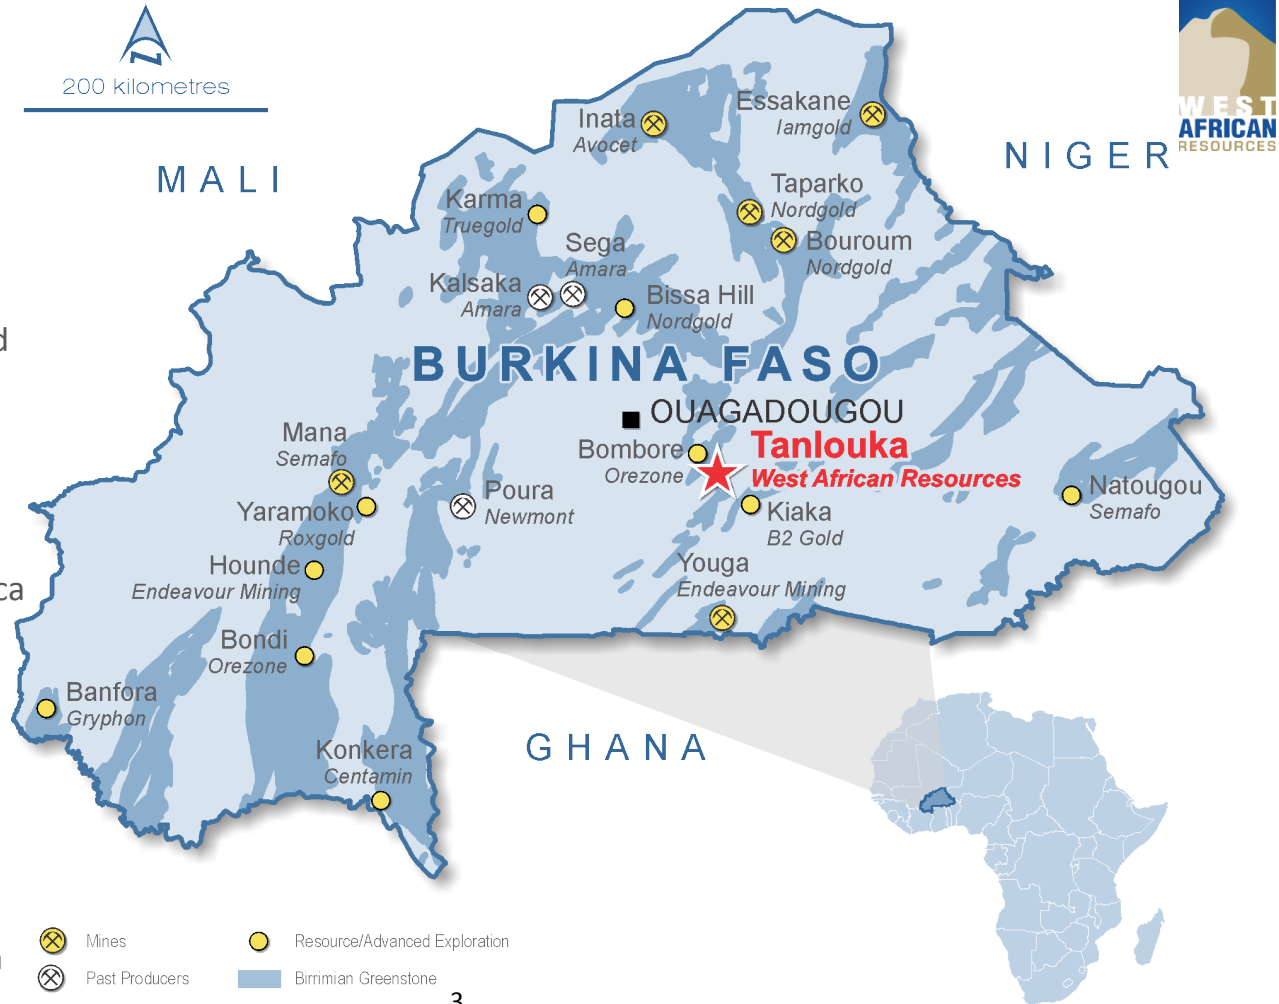 200 kilometres
WEST
AFRICAN
RESOURCES
MALI
NIGER
Inata
Avocet
Essakane
Iamgold
Karma
Truegold
Taparko
Nordgold
Sega
Amara
Bouroum
Nordgold
Kalsaka
Amara
Bissa Hill
Nordgold
d
BURKINA FASO
OUAGADOUGOU
Mana
Semafo
Bombore
Orezone
Tanlouka
West African Resources
Yaramoko
Roxgold
Poura
Newmont
Kiaka
B2 Gold
Natougou
Semafo
Hounde
Endeavour Mining
Youga
Endeavour Mining
ca
Bondi
Orezone
Banfora
Gryphon
Konkera
Centamin
GHANA
Mines
Resource/Advanced Exploration
Past Producers
Birrimian Greenstone
3